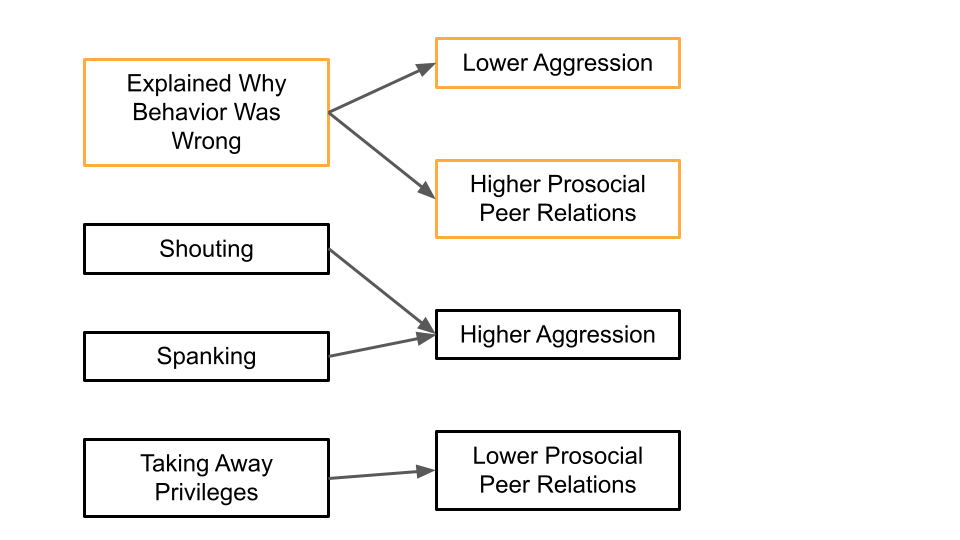 Explained Why
Behavior Was
Wrong
Lower Aggression
Higher Prosocial
Peer Relations
Shouting
Spanking
Higher Aggression
Taking Away
Privileges
Lower Prosocial
Peer Relations